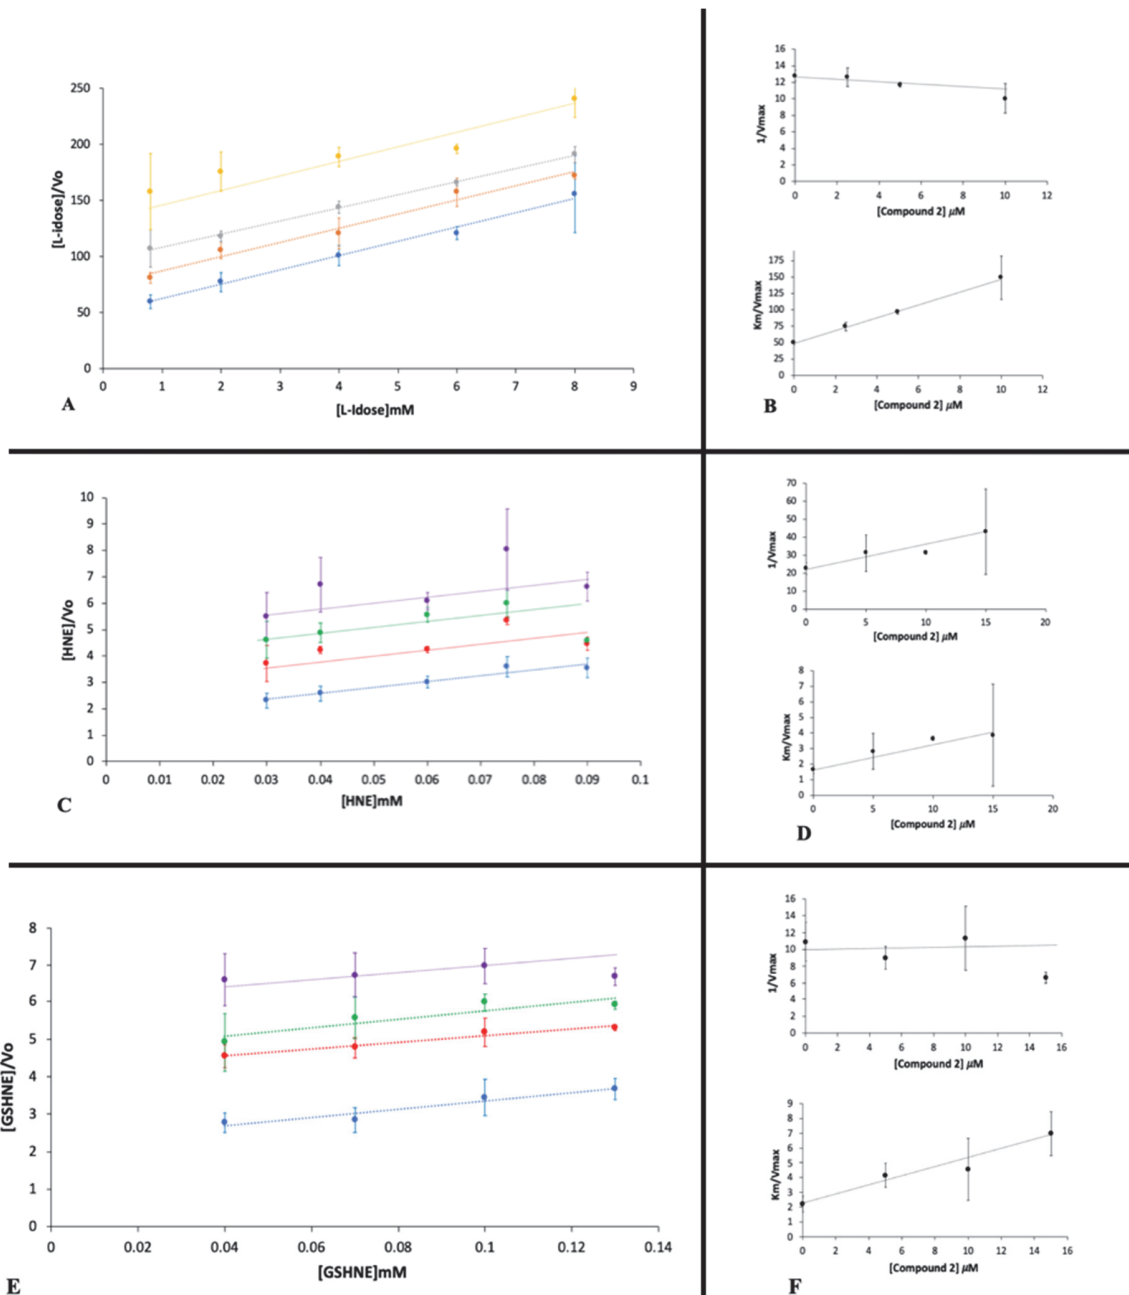 250
200
150
100
50
0
[L-idose]/Vo
0 1 2 3 4 5 6 7 8 9
[L-Idose]mM
A
16
14
12
10
8
6
4
2
0
1/Vmax
0 2 4 6 8 10 12
[Compound 2] μM
175
150
125
100
75
50
25
0
Km/Vmax
0 2 4 6 8 10 12
[Compound 2] μM
B
10
9
8
7
6
5
4
3
2
1
0
[HNE]/Vo
0 0.01 0.02 0.03 0.04 0.05 0.06 0.07 0.08 0.09 0.1
[HNE]mM
C
70
60
50
40
30
20
10
0
1/Vmax
0 5 10 15 20
[Compound 2] μM
8
7
6
5
4
3
2
1
0
Km/Vmax
0 5 10 15 20
[Compound 2] μM
D
8
7
6
5
4
3
2
1
0
[GSHNE]/Vo
0 0.02 0.04 0.06 0.08 0.1 0.12 0.14
[GSHNE]mM
E
16
14
12
10
8
6
4
2
0
1/Vmax
0 2 4 6 8 10 12 14 16
[Compound 2] μM
9
8
7
6
5
4
3
2
1
0
Km/Vmax
0 2 4 6 8 10 12 14 16
[Compound 2] μM
F